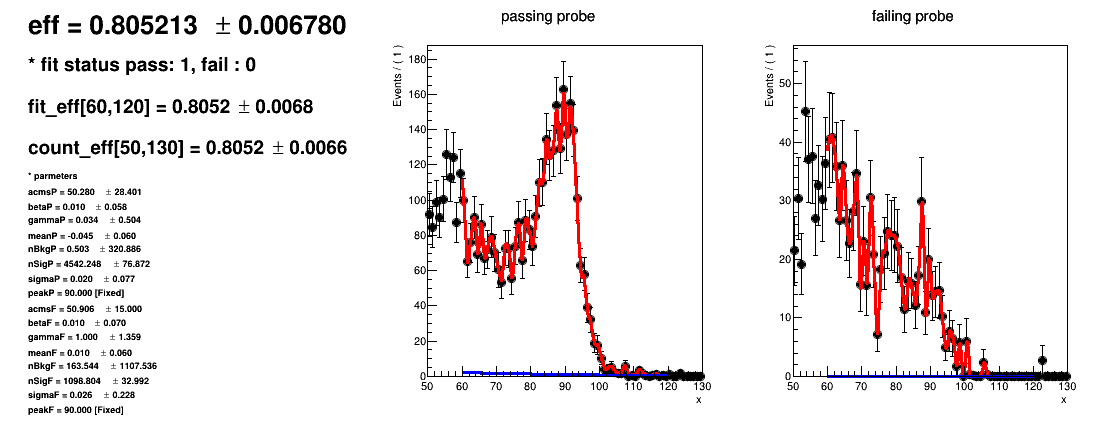 eff = 0.805213 ± 0.006780
* fit status pass: 1, fail : 0
fit_eff[60,120] = 0.8052 ± 0.0068
count_eff[50,130] = 0.8052 ± 0.0066
* parmeters
acmsP = 50.280 ± 28.401
betaP = 0.010 ± 0.058
gammaP = 0.034 ± 0.504
meanP = -0.045 ± 0.060
nBkgP = 0.503 ± 320.886
nSigP = 4542.248 ± 76.872
sigmaP = 0.020 ± 0.077
peakP = 90.000 [Fixed]
acmsF = 50.906 ± 15.000
betaF = 0.010 ± 0.070
gammaF = 1.000 ± 1.359
meanF = 0.010 ± 0.060
nBkgF = 163.544 ± 1107.536
nSigF = 1098.804 ± 32.992
sigmaF = 0.026 ± 0.228
peakF = 90.000 [Fixed]
passing probe
Events / ( 1 )
180
160
140
120
100
80
60
40
20
0
50 60 70 80 90 100 110 120 130
x
failing probe
Events / ( 1 )
50
40
30
20
10
0
50 60 70 80 90 100 110 120 130
x